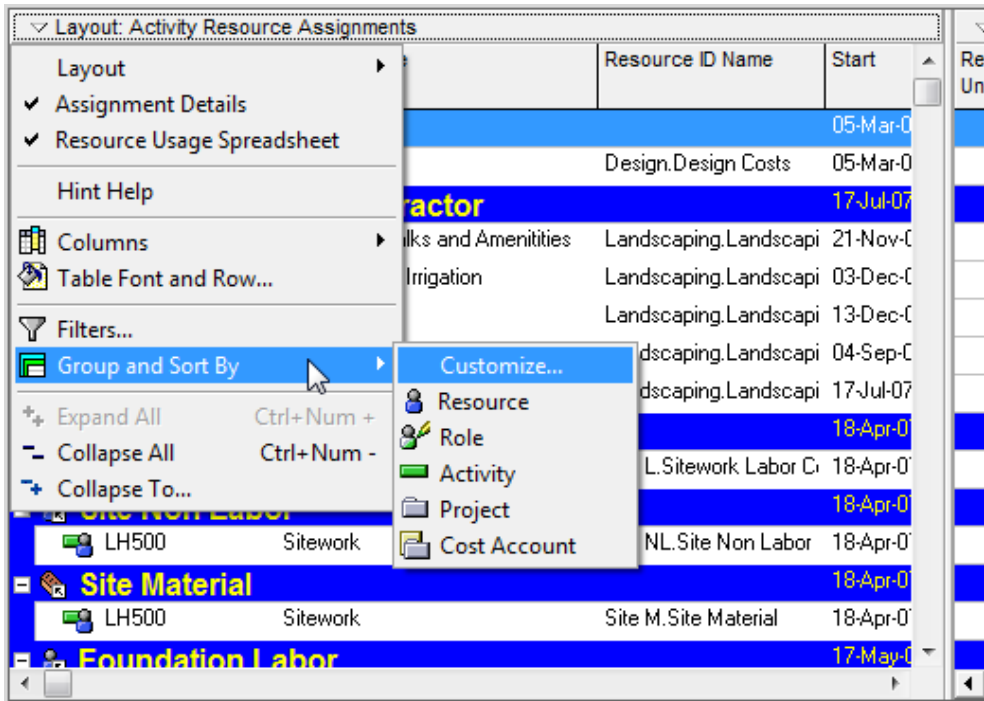 Layout: Activity Resource Assignments
Layout
Assignment Details
Resource Usage Spreadsheet
Hint Help
Columns
Table Font and Row...
Filters...
Group and Sort By
Expand All Ctrl+Num +
Collapse All Ctrl+Num -
Collapse To...
Customize...
Resource
Role
Activity
Project
Cost Account
Resource ID Name Start Re
Un
05-Mar-0
Design.Design Costs 05-Mar-0
ractor 17-Jul-07
lks and Amenitities Landscaping.Landscapi 21-Nov-0
Irrigation Landscaping.Landscapi 03-Dec-0
Landscaping.Landscapi 13-Dec-0
dscaping.Landscapi 04-Sep-0
dscaping.Landscapi 17-Jul-07
18-Apr-0
L.Sitework Labor 18-Apr-0
Site Non Labor 18-Apr-0
LH500 Sitework NL.Site Non Labor 18-Apr-0
Site Material 18-Apr-0
LH500 Sitework Site M.Site Material 18-Apr-0
Foundation Labor 17-May-0